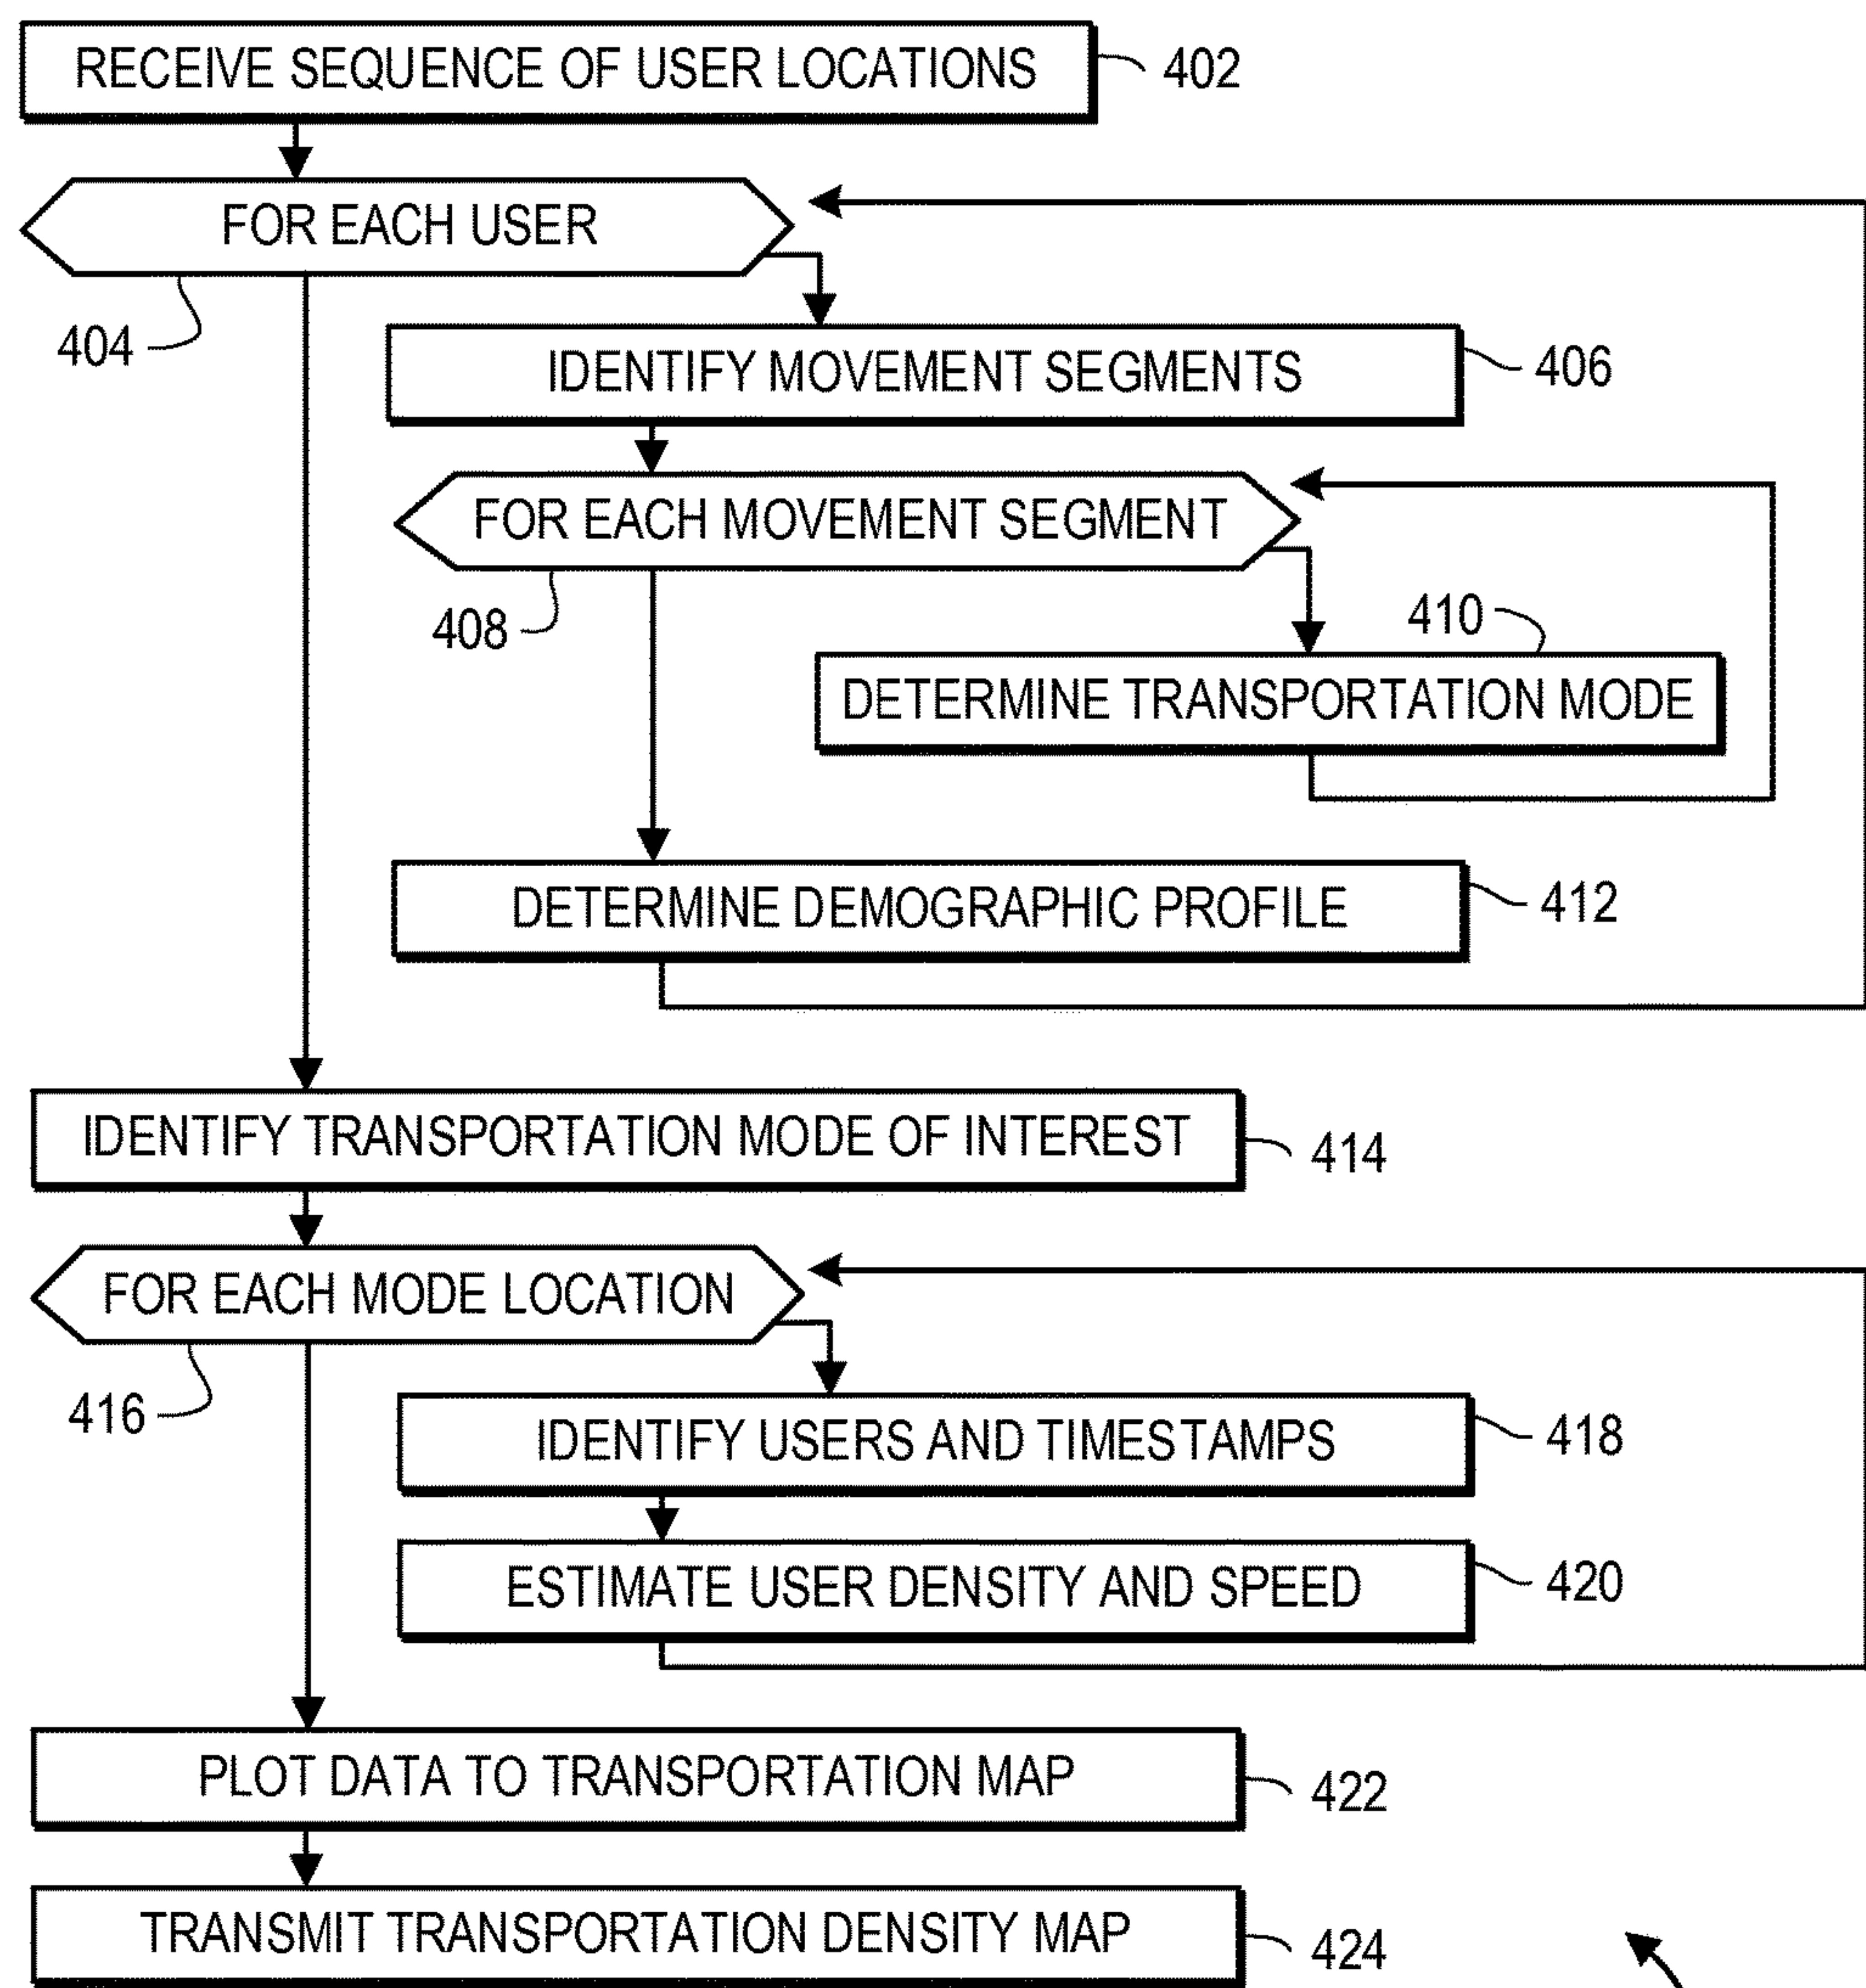 RECEIVE SEQUENCE OF USER LOCATIONS
402
FOR EACH USER
404
IDENTIFY MOVEMENT SEGMENTS
406
FOR EACH MOVEMENT SEGMENT
408
410
DETERMINE TRANSPORTATION MODE
DETERMINE DEMOGRAPHIC PROFILE
412
IDENTIFY TRANSPORTATION MODE OF INTEREST
414
FOR EACH MODE LOCATION
416
IDENTIFY USERS AND TIMESTAMPS
418
ESTIMATE USER DENSITY AND SPEED
420
PLOT DATA TO TRANSPORTATION MAP
422
TRANSMIT TRANSPORTATION DENSITY MAP
424